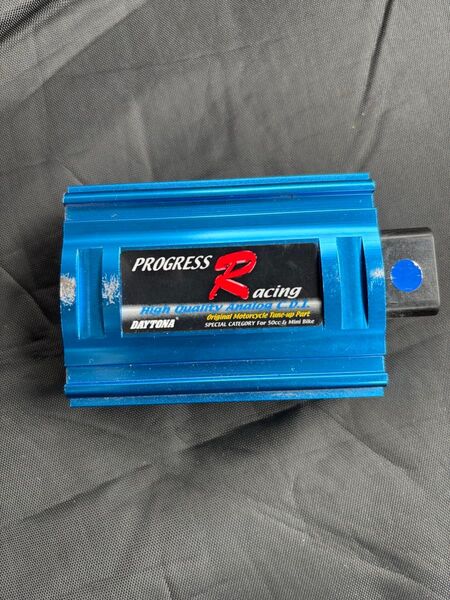 PROGRESS Racing
High Quality Analog C.D.I.
Original Motorcycle Tune-up Part
DAYTONA SPECIAL CATEGORY For 50cc & Mini Bike